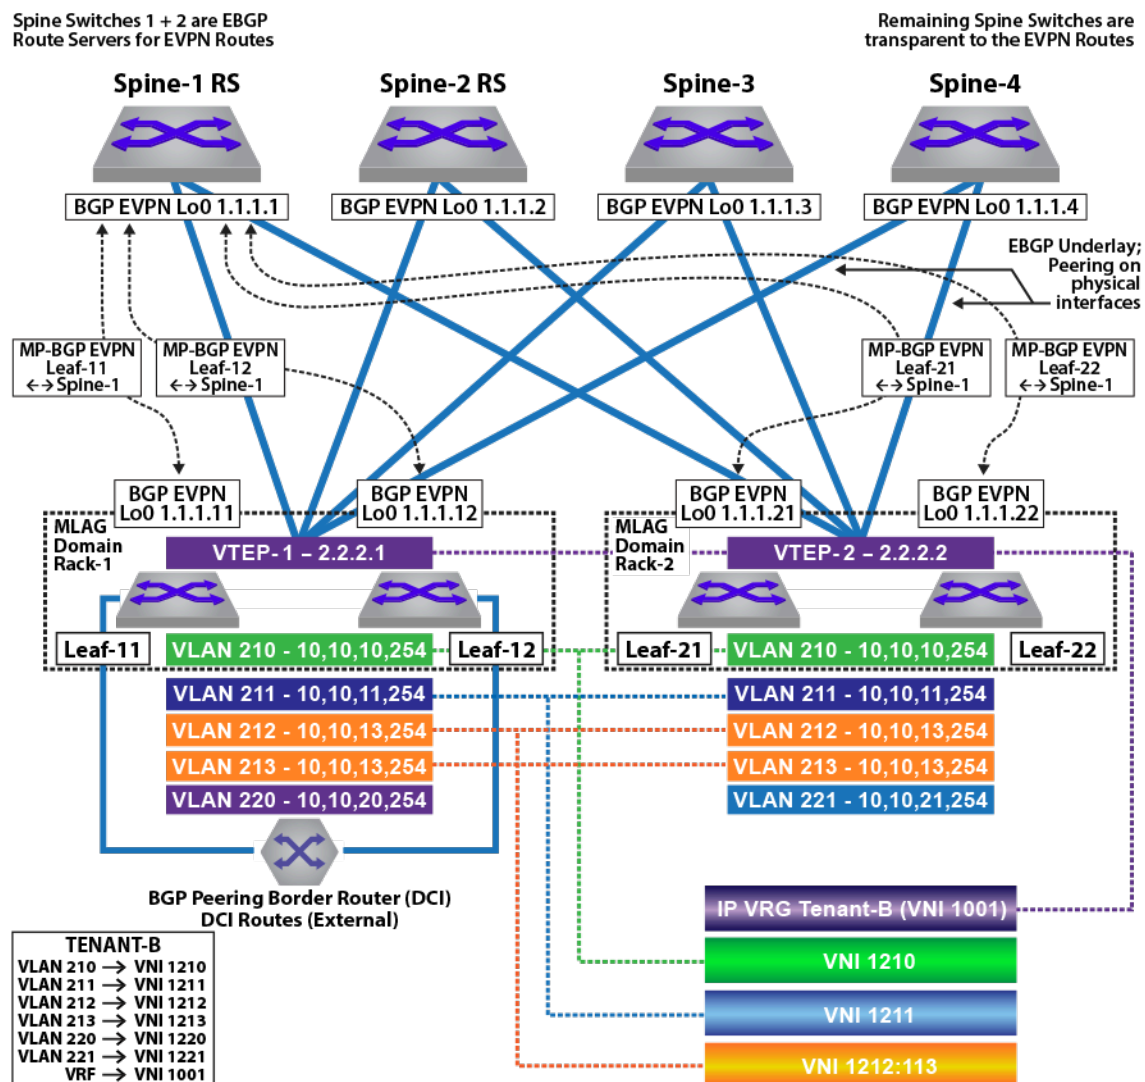 Spine Switches 1 + 2 are EBGP
Route Servers for EVPN Routes
Remaining Spine Switches are
transparent to the EVPN Routes
Spine-1 RS
Spine-2 RS
Spine-3
Spine-4
BGP EVPN Lo0 1.1.1.1
BGP EVPN Lo0 1.1.1.2
BGP EVPN Lo0 1.1.1.3
BGP EVPN Lo0 1.1.1.4
EBGP Underlay;
Peering on
physical
interfaces
MP-BGP EVPN
Leaf-11
←→Spine-1
MP-BGP EVPN
Leaf-12
←→Spine-1
MP-BGP EVPN
Leaf-21
←→Spine-1
MP-BGP EVPN
Leaf-22
←→Spine-1
BGP EVPN
Lo0 1.1.1.11
BGP EVPN
Lo0 1.1.1.12
BGP EVPN
Lo0 1.1.1.21
BGP EVPN
Lo0 1.1.1.22
MLAG
Domain
Rack-1
VTEP-1 – 2.2.2.1
MLAG
Domain
Rack-2
VTEP-2 – 2.2.2.2
Leaf-11
VLAN 210 - 10,10,10,254
Leaf-12
Leaf-21
VLAN 210 - 10,10,10,254
Leaf-22
VLAN 211 - 10,10,11,254
VLAN 211 - 10,10,11,254
VLAN 212 - 10,10,13,254
VLAN 212 - 10,10,13,254
VLAN 213 - 10,10,13,254
VLAN 213 - 10,10,13,254
VLAN 220 - 10,10,20,254
VLAN 221 - 10,10,21,254
BGP Peering Border Router (DCI)
DCI Routes (External)
IP VRG Tenant-B (VNI 1001)
VNI 1210
VNI 1211
VNI 1212:113
TENANT-B
VLAN 210 → VNI 1210
VLAN 211 → VNI 1211
VLAN 212 → VNI 1212
VLAN 213 → VNI 1213
VLAN 220 → VNI 1220
VLAN 221 → VNI 1221
VRF → VNI 1001